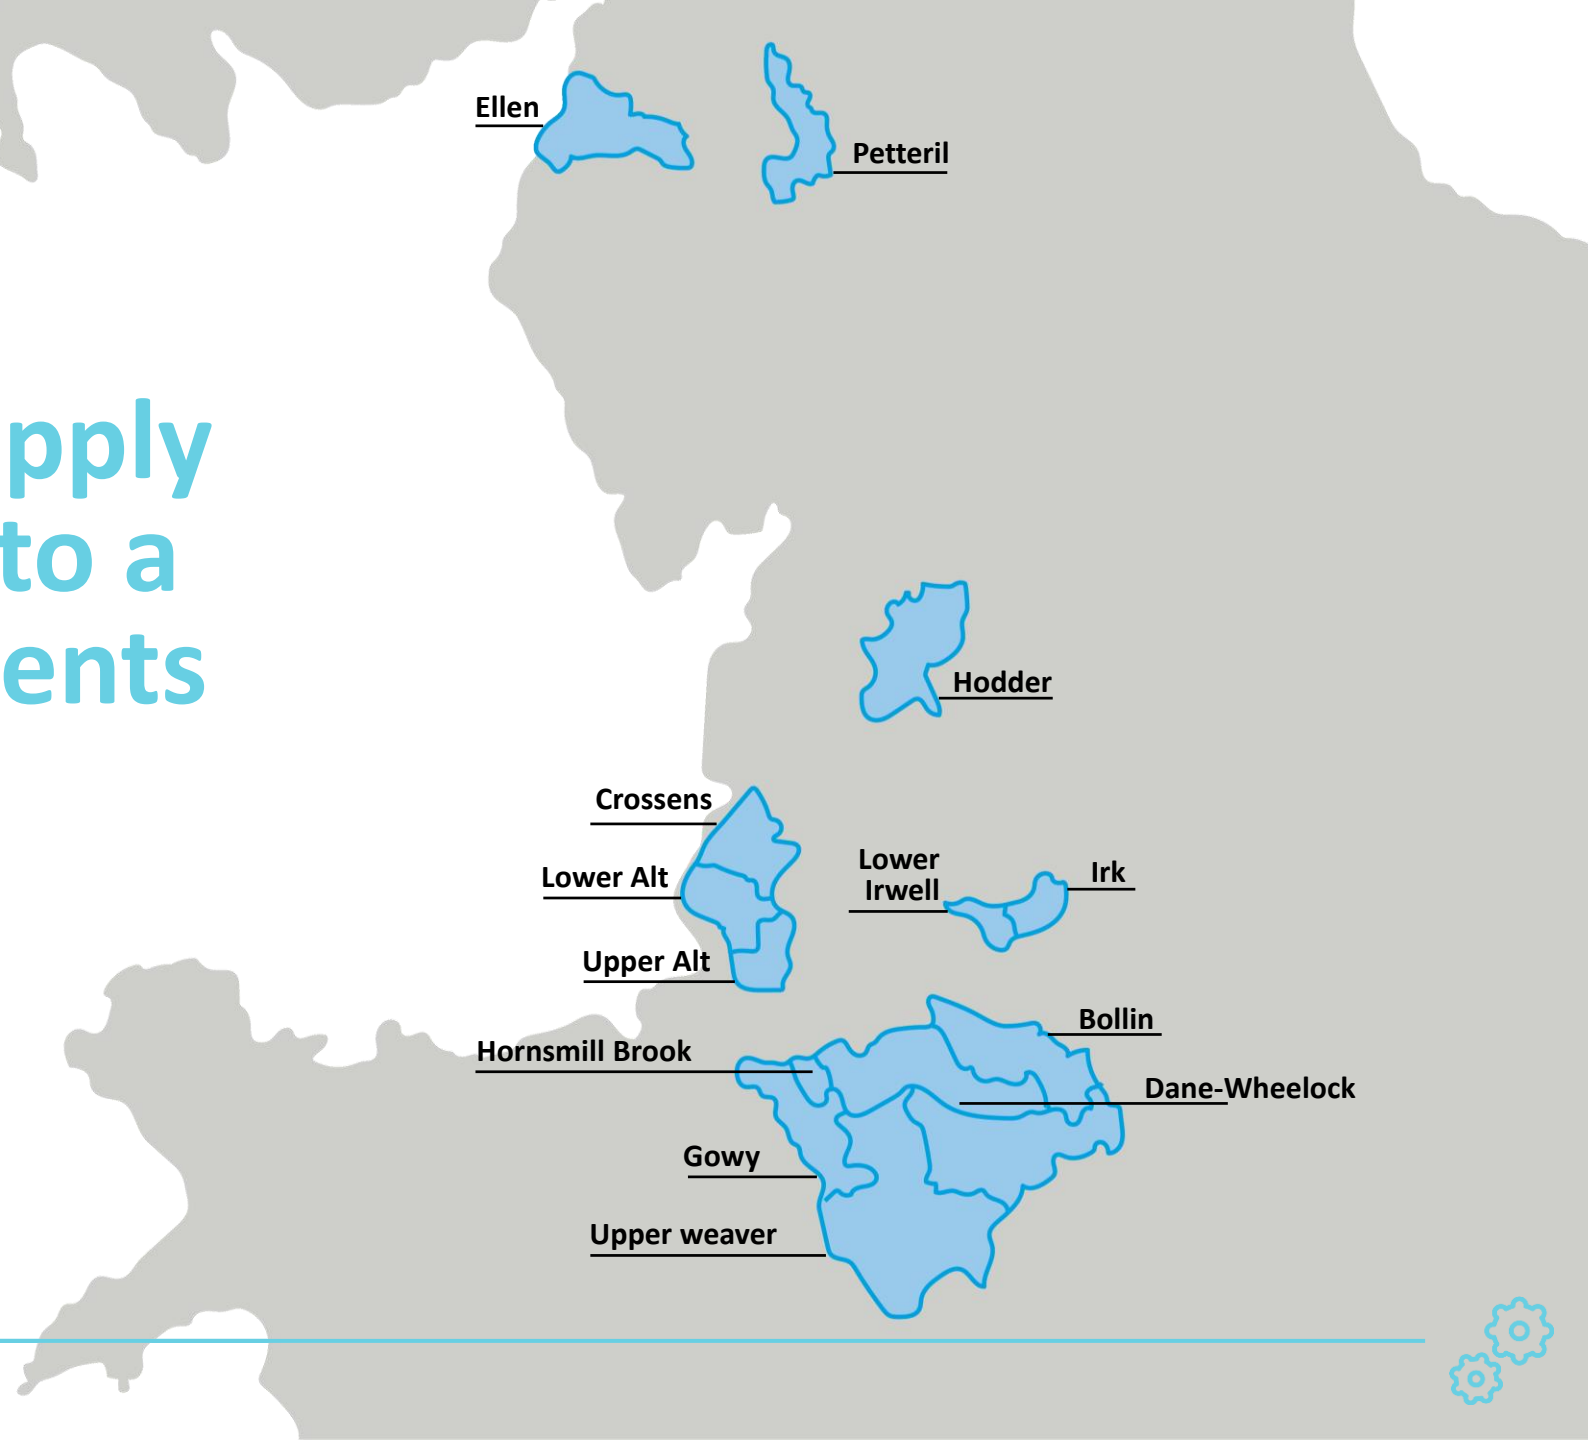 pply
to a
ents
Ellen
Petteril
Hodder
Crossens
Lower Alt
Lower
Irwell
Irk
Upper Alt
Bollin
Hornsmill Brook
Dane-Wheelock
Gowy
Upper weaver